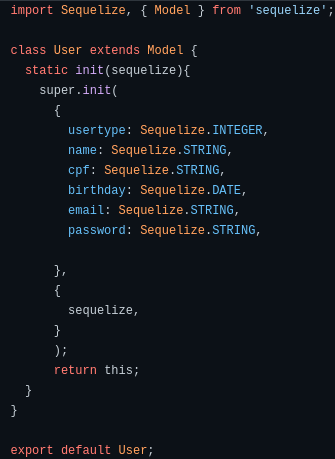 import Sequelize, { Model } from 'sequelize';
class User extends Model {
static init(sequelize){
super.init(
{
usertype: Sequelize.INTEGER,
name: Sequelize.STRING,
cpf: Sequelize.STRING,
birthday: Sequelize.DATE,
email: Sequelize.STRING,
password: Sequelize.STRING,
},
{
sequelize,
}
);
return this;
}
}
export default User;